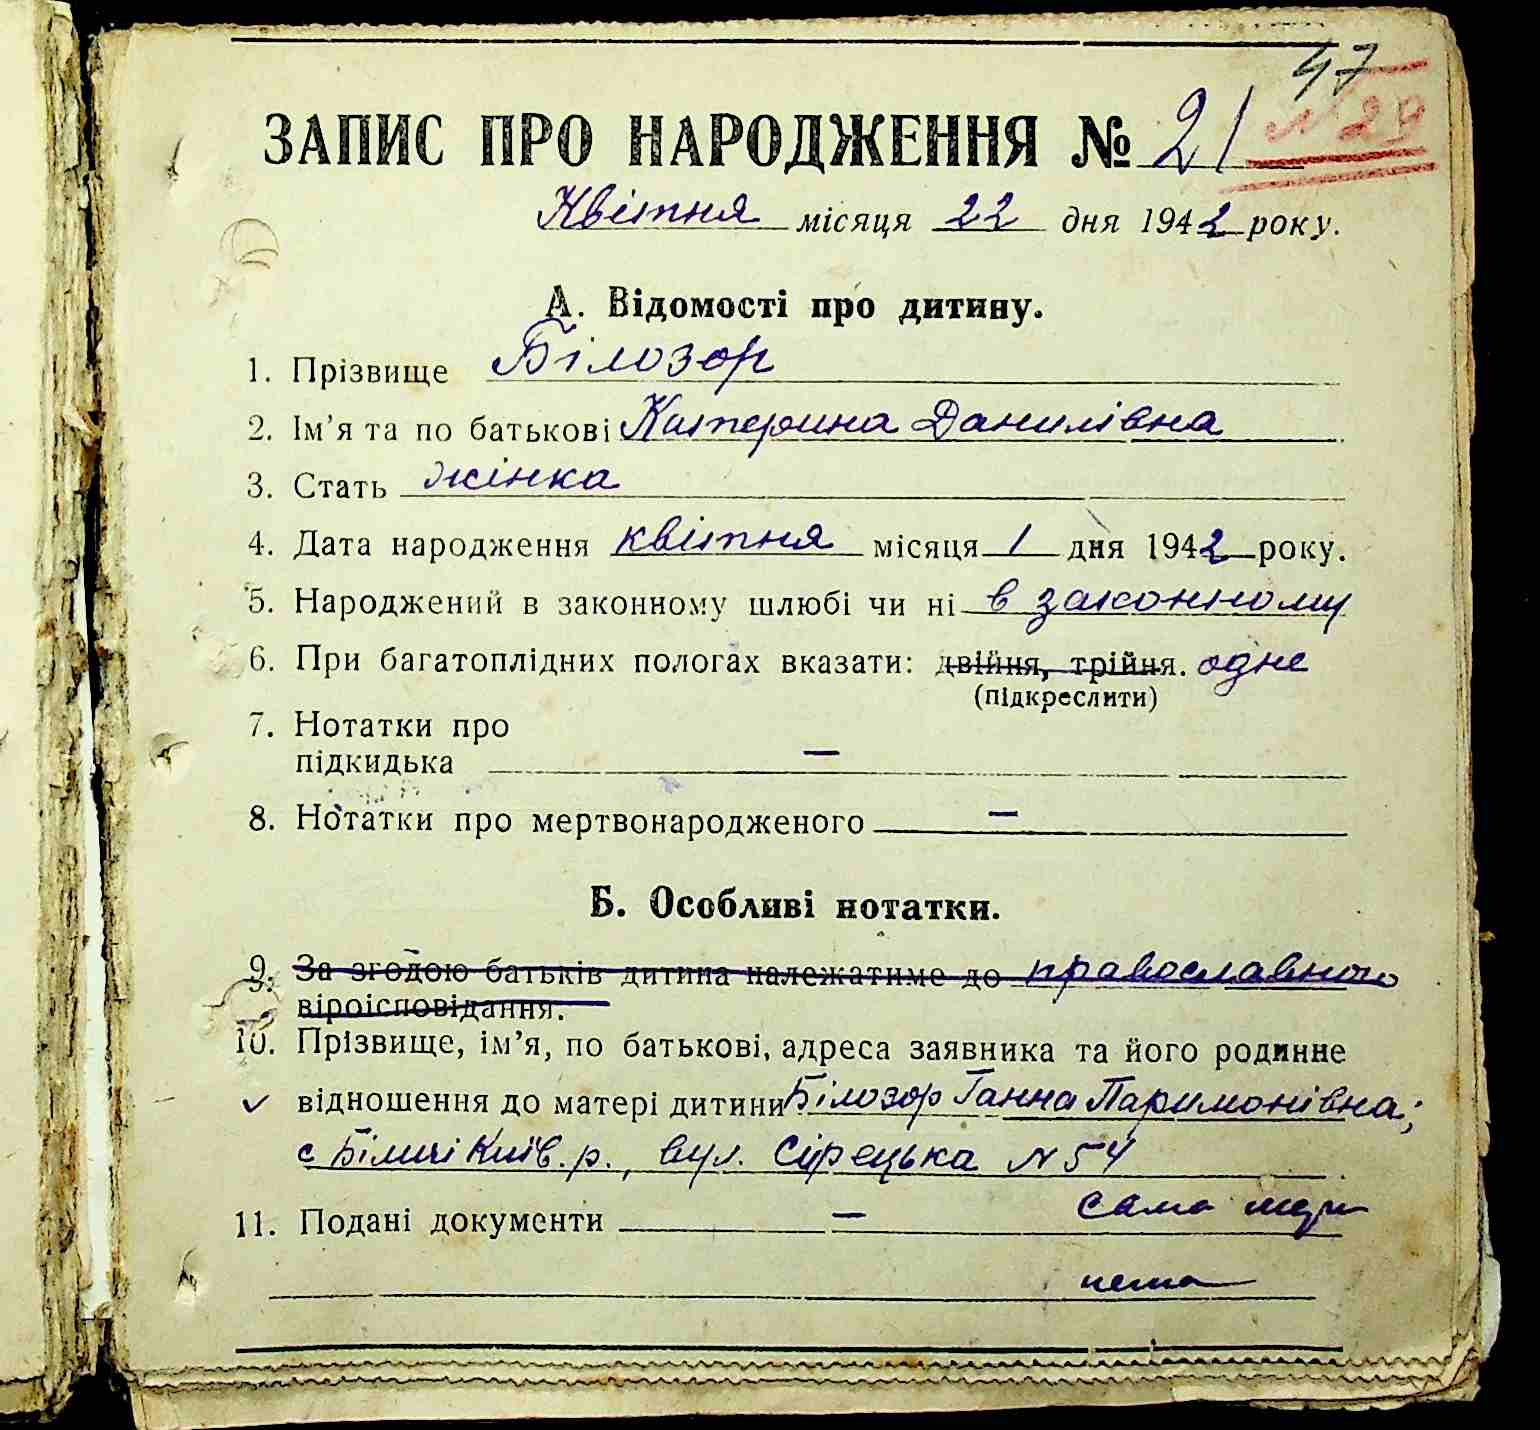 47
ЗАПИС ПРО НАРОДЖЕННЯ № 21 N 29
Квітня місяця 22 дня 1942 року.
А. Відомості про дитину.
1. Прізвище Білозор
2. Ім'я та по батькові Катерина Данилівна
3. Стать жінка
4. Дата народження квітня місяця 1 дня 1942 року.
5. Народжений в законному шлюбі чи ні в законному
6. При багатоплідних пологах вказати: двійня, трійня. одне
(підкреслити)
7. Нотатки про
підкидька —
8. Нотатки про мертвонародженого —
Б. Особливі нотатки.
9. За згодою батьків дитина належатиме до православного
віроісповідання.
10. Прізвище, ім'я, по батькові, адреса заявника та його родинне
відношення до матері дитини Білозор Ганна Паримонівна;
с Біличі Київ. р., вул. Сирецька N 54
сама мати
11. Подані документи —
нема